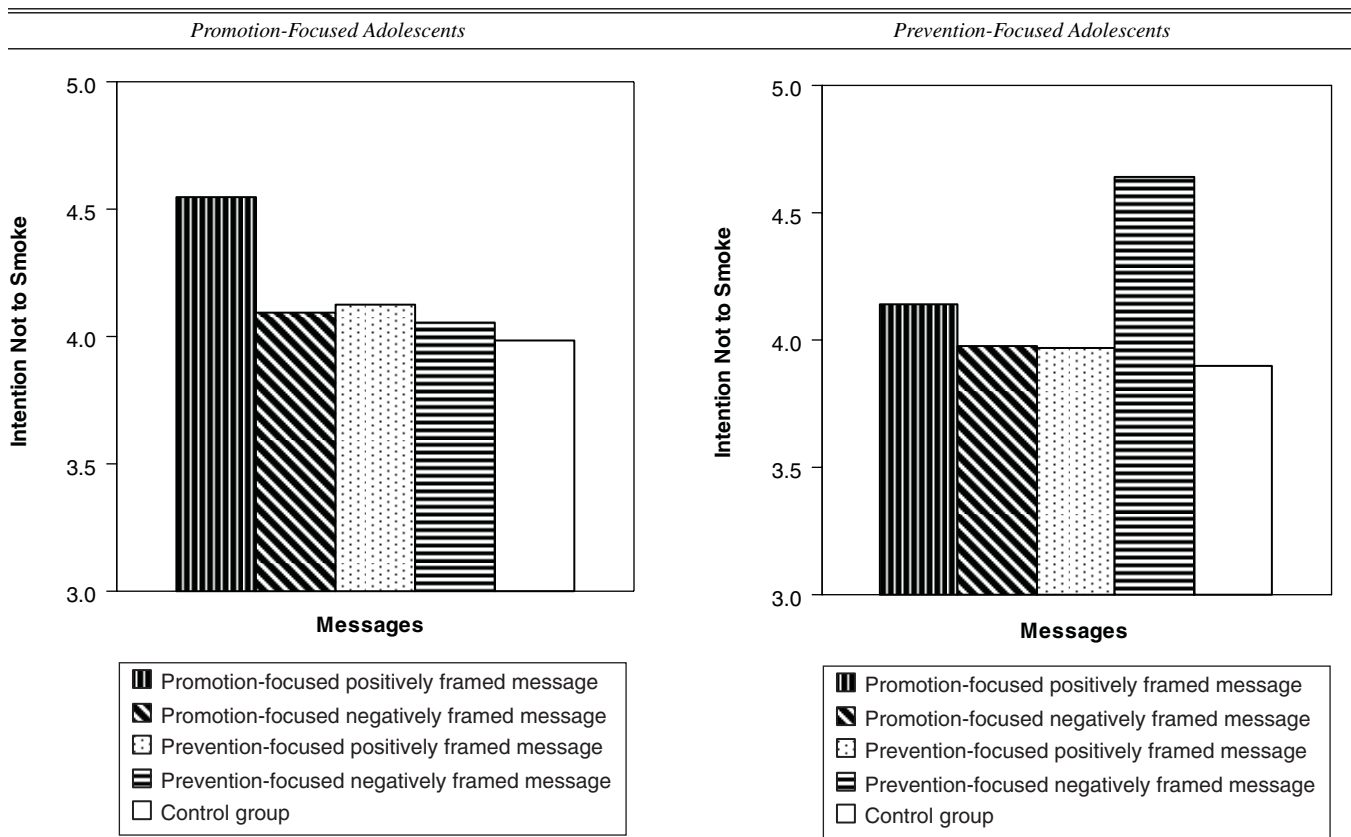 Promotion-Focused Adolescents
5.0
4.5
4.0
3.5
3.0
Intention Not to Smoke
Messages
Promotion-focused positively framed message
Promotion-focused negatively framed message
Prevention-focused positively framed message
Prevention-focused negatively framed message
Control group
Prevention-Focused Adolescents
5.0
4.5
4.0
3.5
3.0
Intention Not to Smoke
Messages
Promotion-focused positively framed message
Promotion-focused negatively framed message
Prevention-focused positively framed message
Prevention-focused negatively framed message
Control group